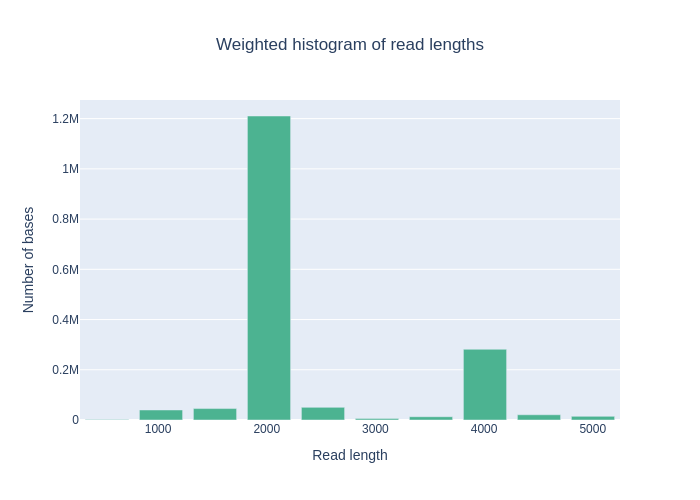 Weighted histogram of read lengths
Number of bases
1.2M
1M
0.8M
0.6M
0.4M
0.2M
0
1000
2000
3000
4000
5000
Read length